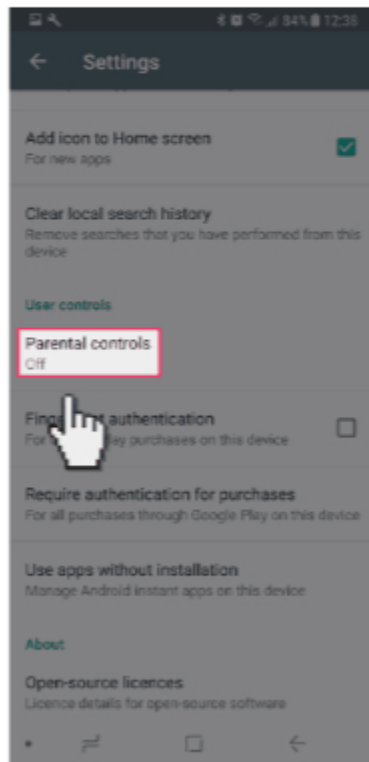 84% 12:36
Settings
Add icon to Home screen
For new apps
Clear local search history
Remove searches that you have performed from this
device
User controls
Parental controls
Off
authentication
purchases on this device
Require authentication for purchases
For all purchases through Google Play on this device
Use apps without installation
Manage Android Instant apps on this device
About
Open-source licences
Licence details for open-source software